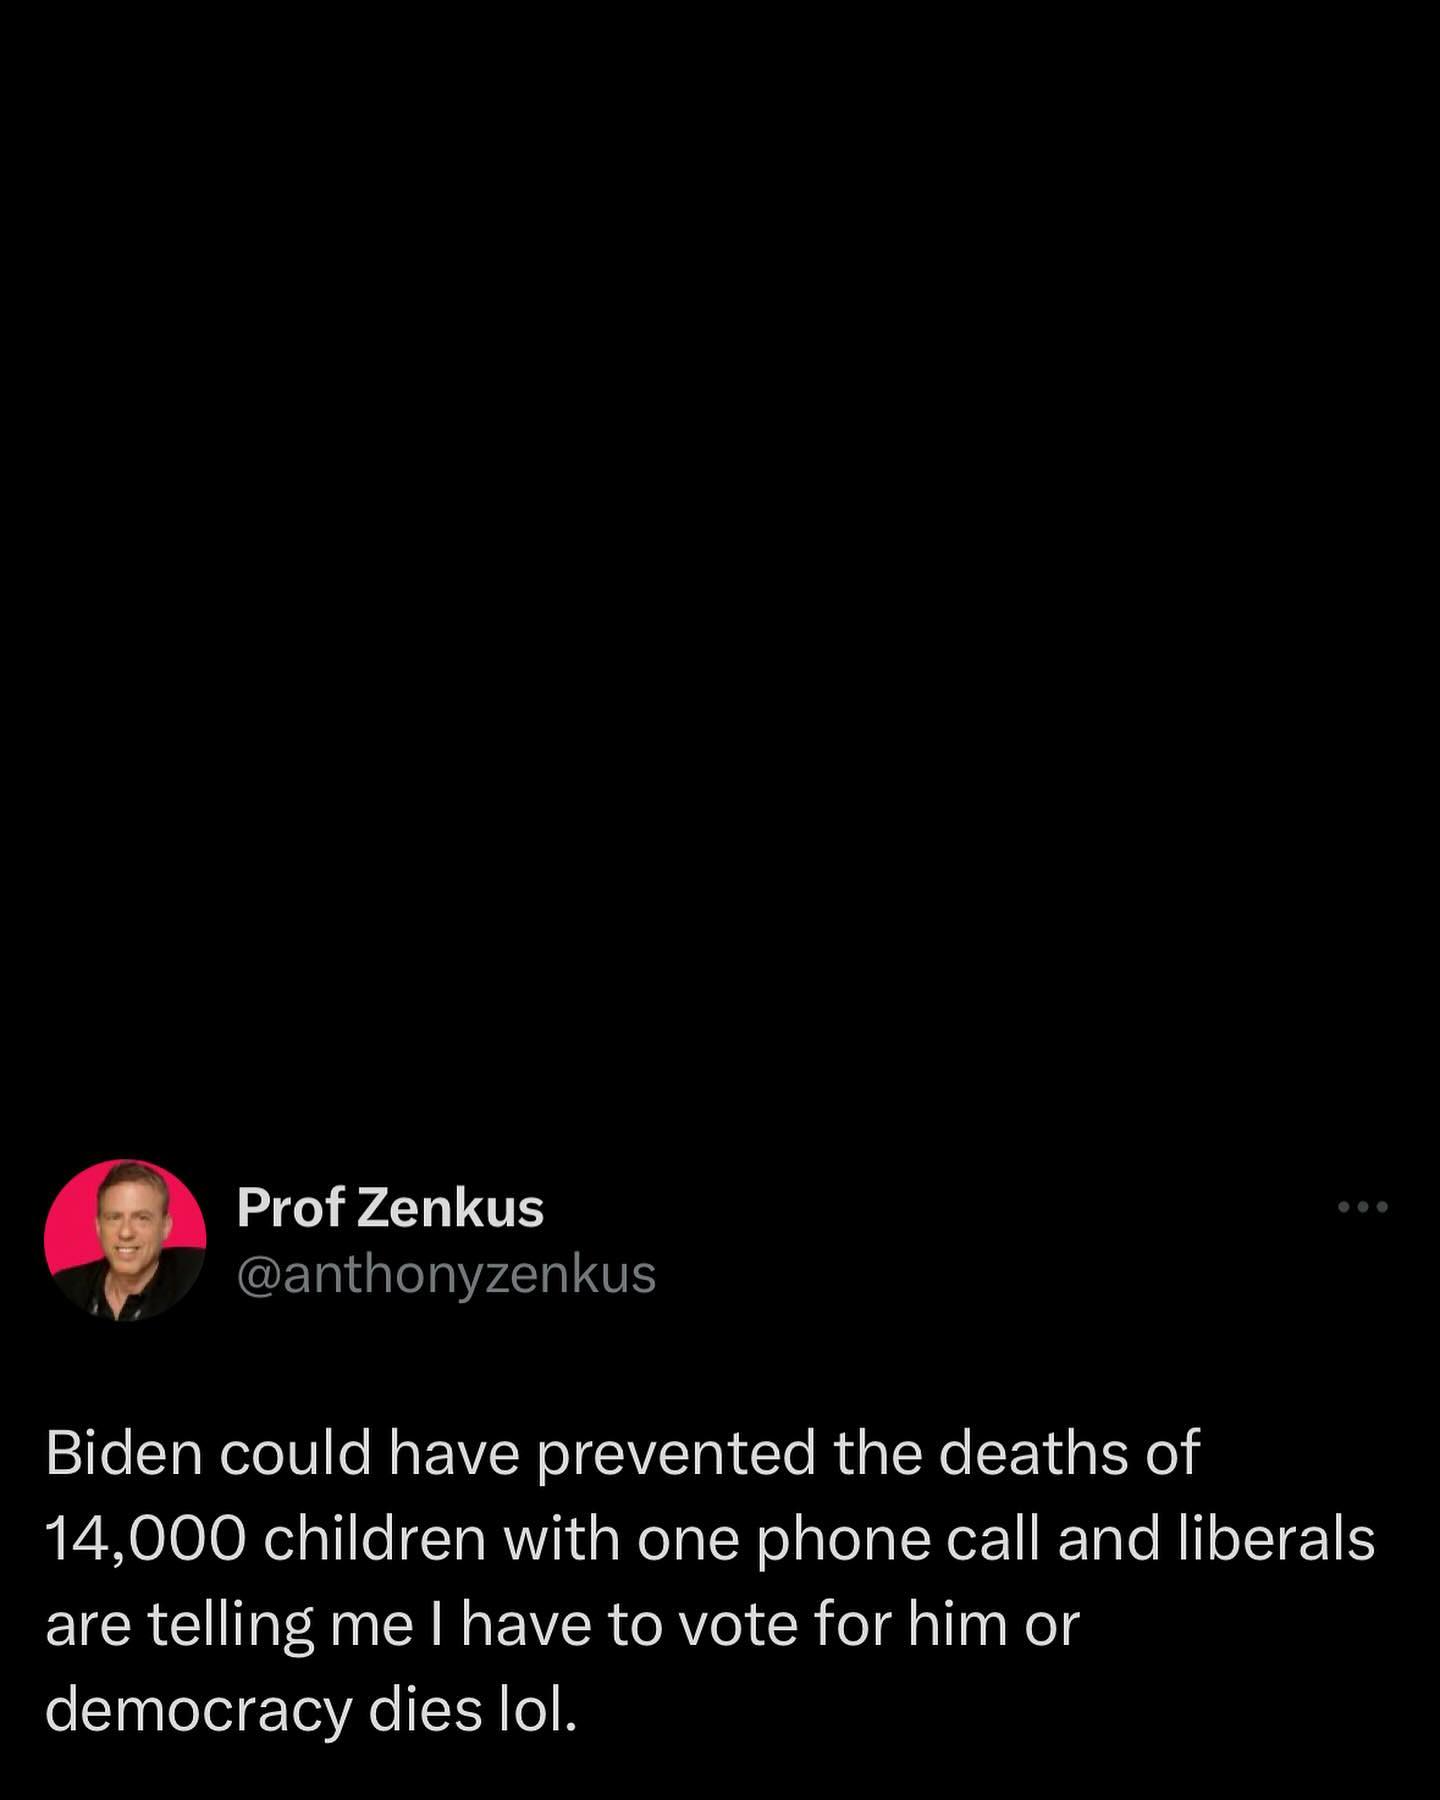 Prof Zenkus
@anthonyzenkus
Biden could have prevented the deaths of
14,000 children with one phone call and liberals
are telling me I have to vote for him or
democracy dies lol.